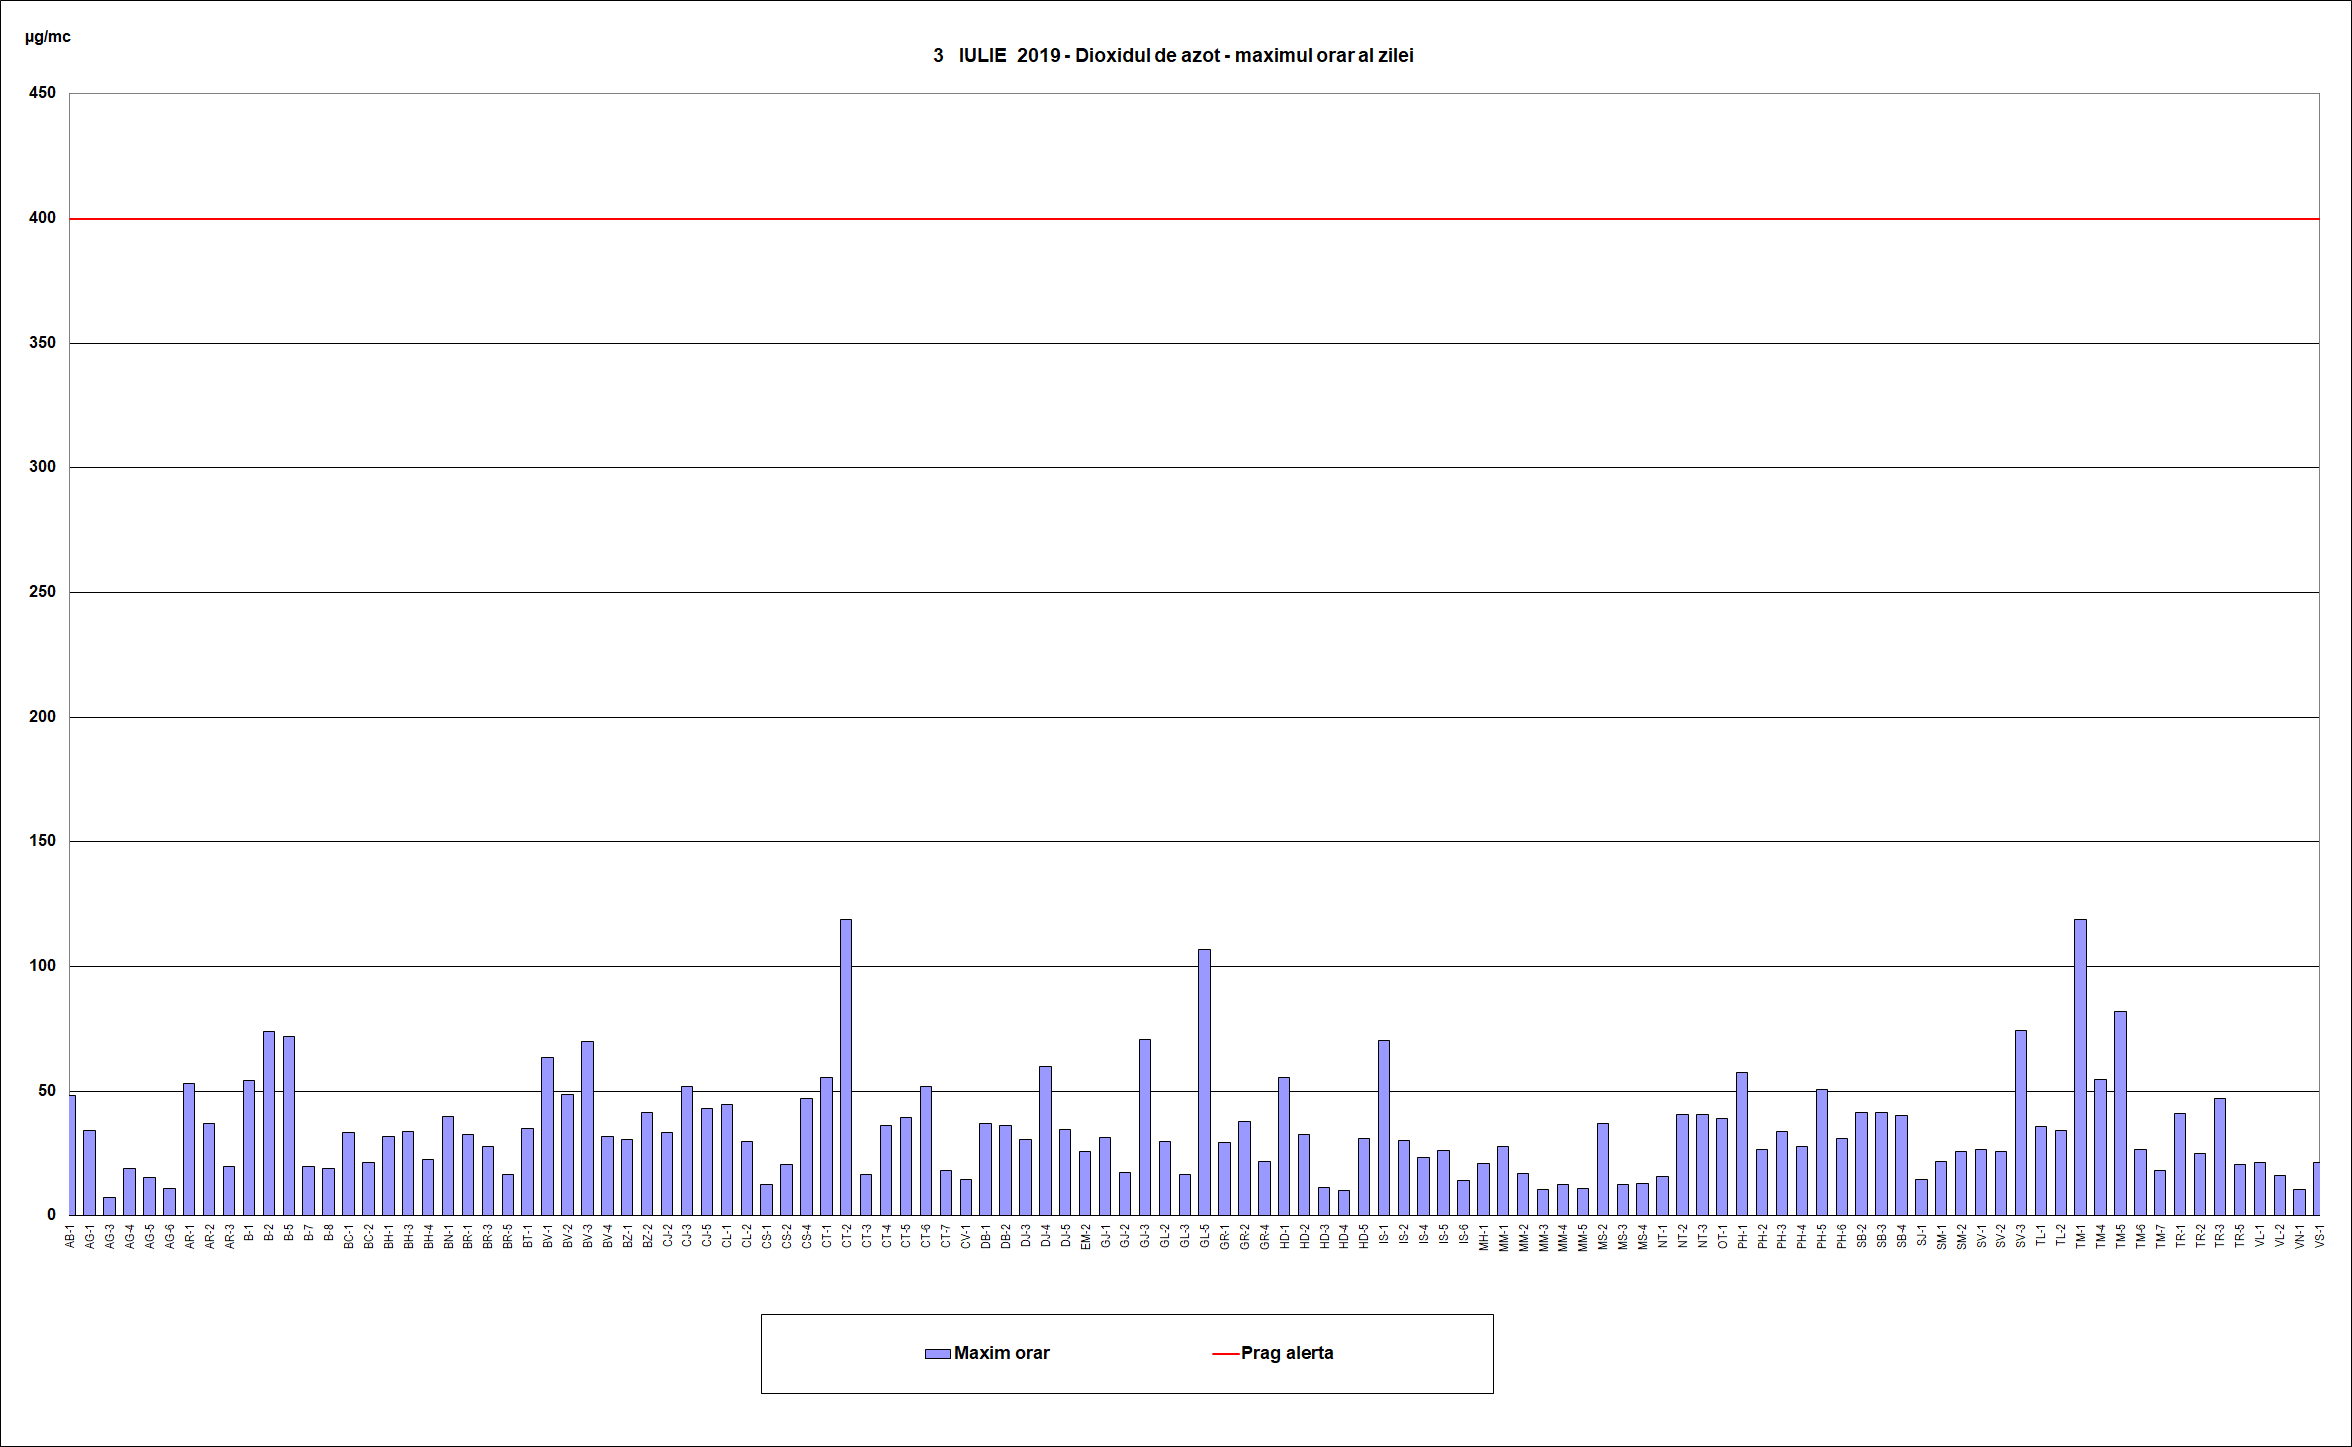 µg/mc
3 IULIE 2019 - Dioxidul de azot - maximul orar al zilei
450
400
350
300
250
200
150
100
50
0
AB-1 AG-1 AG-3 AG-4 AG-5 AG-6 AR-1 AR-2 AR-3 B-1 B-2 B-5 B-7 B-8 BC-1 BC-2 BH-1 BH-3 BH-4 BN-1 BR-1 BR-3 BR-5 BT-1 BV-1 BV-2 BV-3 BV-4 BZ-1 BZ-2 CJ-2 CJ-3 CJ-5 CL-1 CL-2 CS-1 CS-2 CS-4 CT-1 CT-2 CT-3 CT-4 CT-5 CT-6 CT-7 CV-1 DB-1 DB-2 DJ-3 DJ-4 DJ-5 EM-2 GJ-1 GJ-2 GJ-3 GL-2 GL-3 GL-5 GR-1 GR-2 GR-4 HD-1 HD-2 HD-3 HD-4 HD-5 IS-1 IS-2 IS-4 IS-5 IS-6 MH-1 MM-1 MM-2 MM-3 MM-4 MM-5 MS-2 MS-3 MS-4 NT-1 NT-2 NT-3 OT-1 PH-1 PH-2 PH-3 PH-4 PH-5 PH-6 SB-2 SB-3 SB-4 SJ-1 SM-1 SM-2 SV-1 SV-2 SV-3 TL-1 TL-2 TM-1 TM-4 TM-5 TM-6 TM-7 TR-1 TR-2 TR-3 TR-5 VL-1 VL-2 VN-1 VS-1
Maxim orar Prag alerta